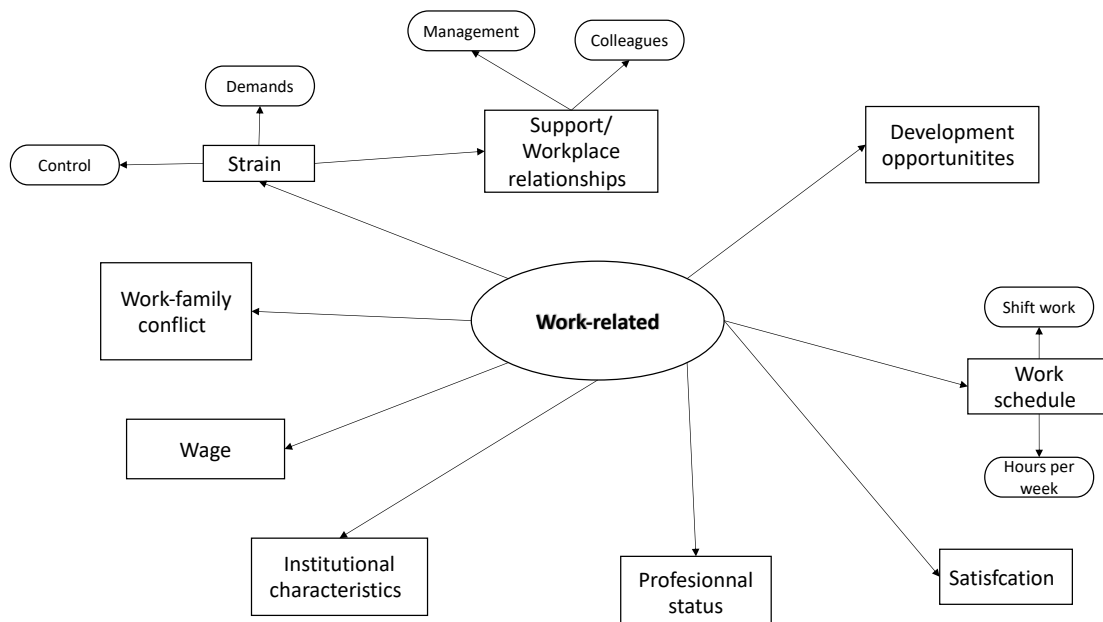 Management
Colleagues
Demands
Control
Strain
Support/
Workplace
relationships
Development
opportunitites
Work-family
conflict
Work-related
Shift work
Work
schedule
Hours per
week
Wage
Institutional
characteristics
Profesionnal
status
Satisfcation